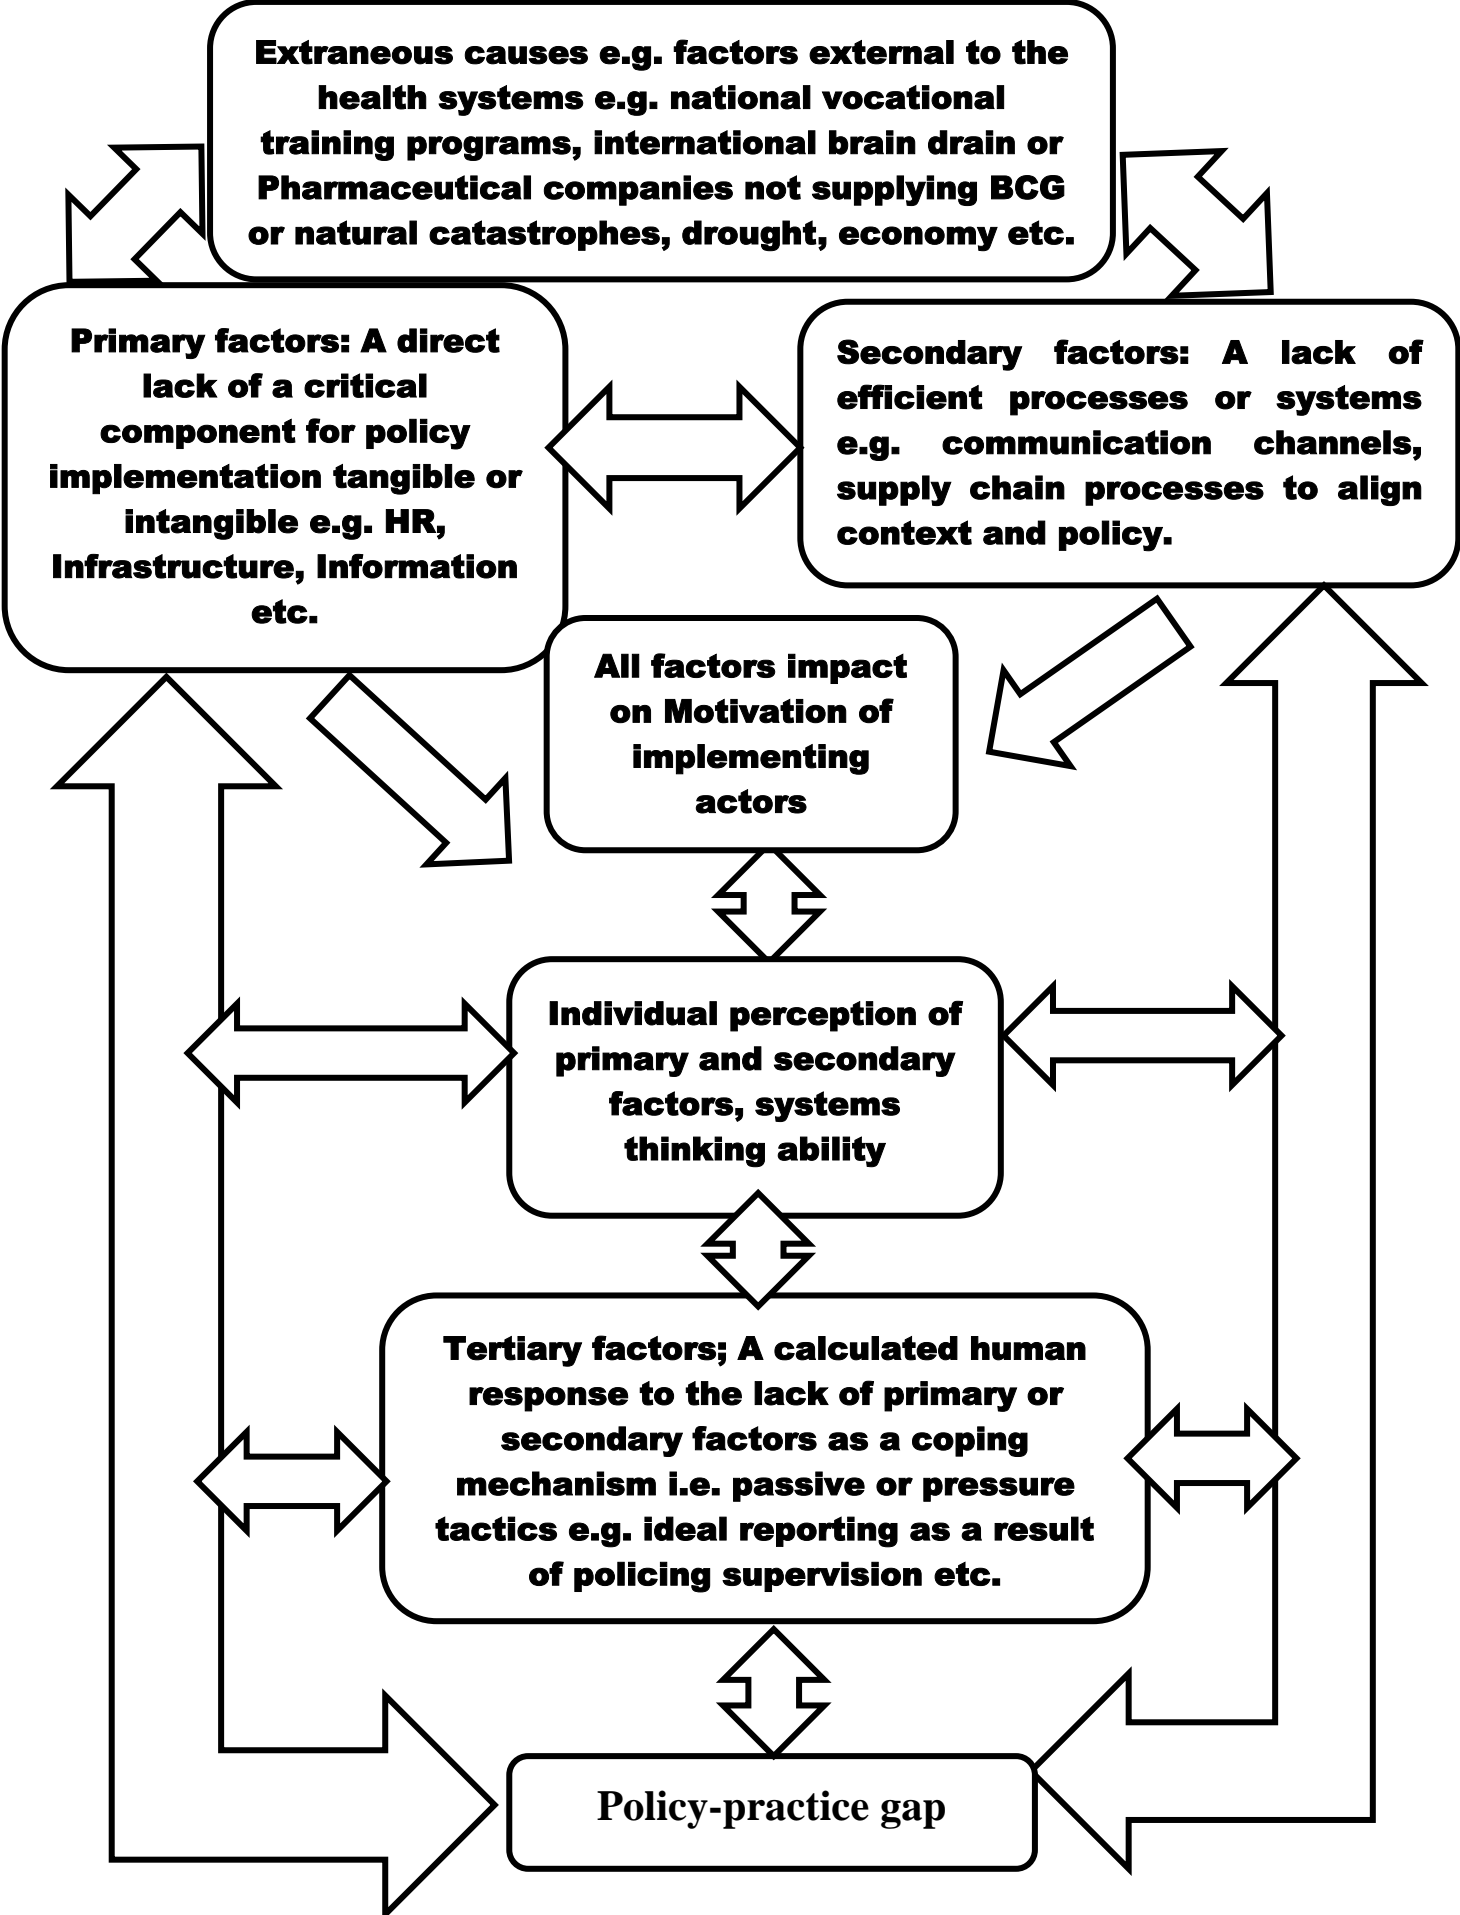 Extraneous causes e.g. factors external to the
health systems e.g. national vocational
training programs, international brain drain or
Pharmaceutical companies not supplying BCG
or natural catastrophes, drought, economy etc.
Primary factors: A direct
lack of a critical
component for policy
implementation tangible or
intangible e.g. HR,
Infrastructure, Information
etc.
Secondary factors: A lack of
efficient processes or systems
e.g. communication channels,
supply chain processes to align
context and policy.
All factors impact
on Motivation of
implementing
actors
Individual perception of
primary and secondary
factors, systems
thinking ability
Tertiary factors; A calculated human
response to the lack of primary or
secondary factors as a coping
mechanism i.e. passive or pressure
tactics e.g. ideal reporting as a result
of policing supervision etc.
Policy-practice gap